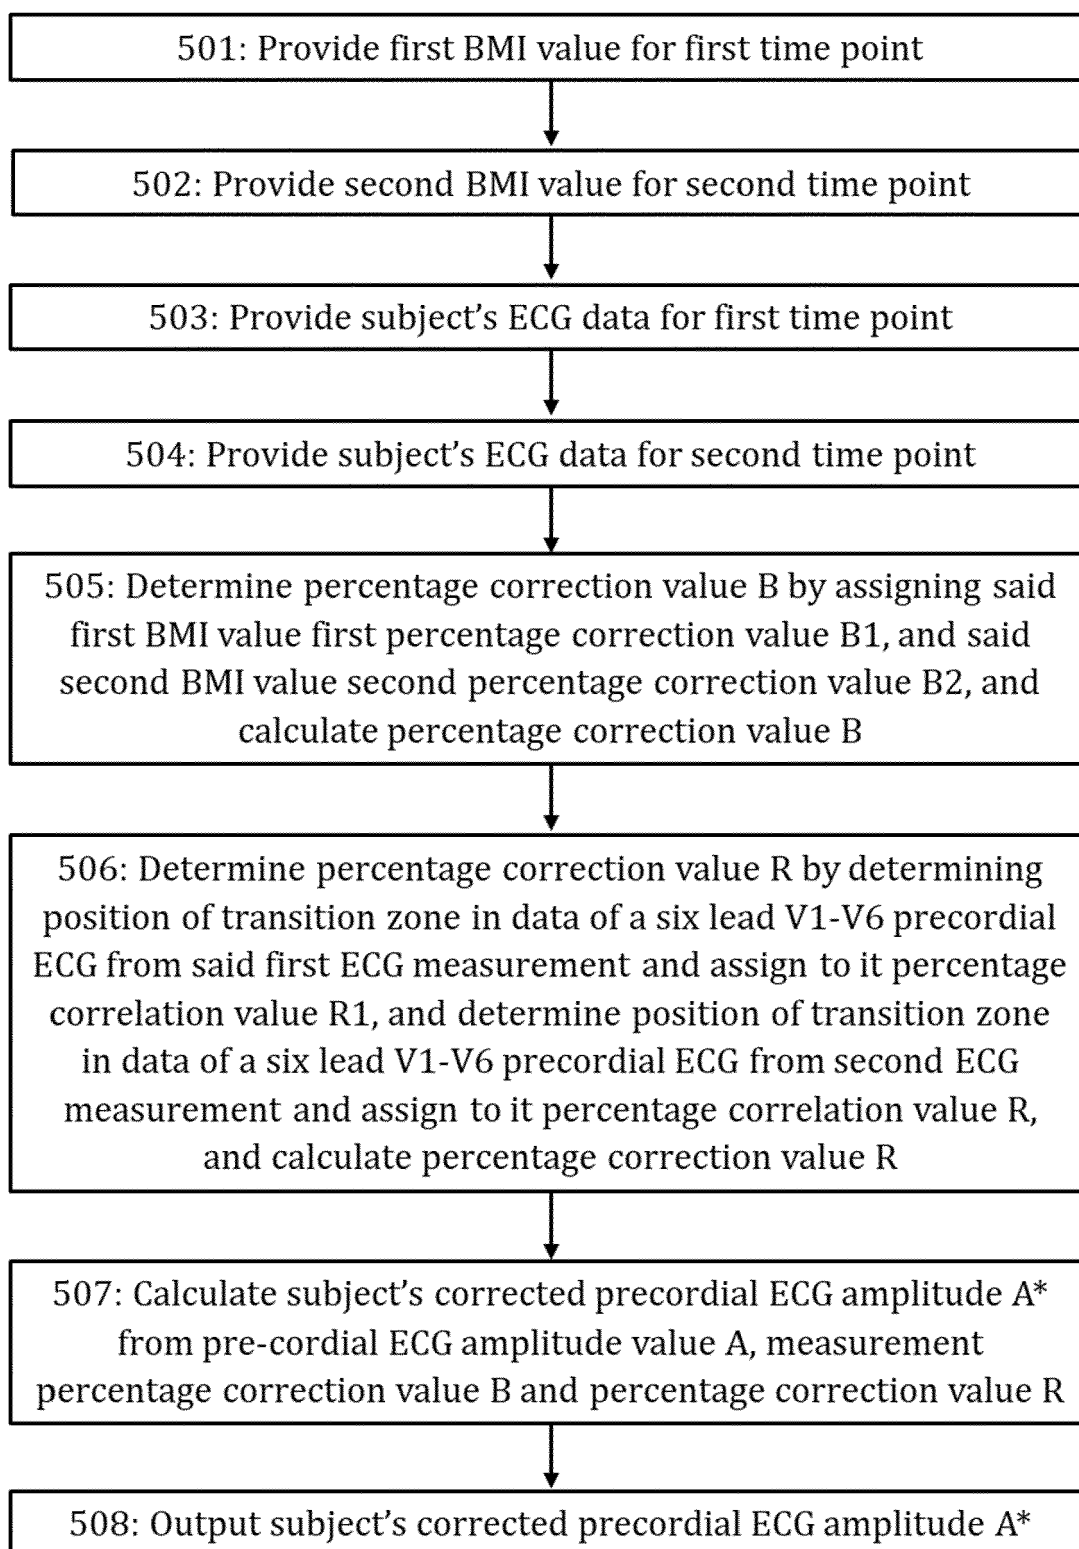 501: Provide first BMI value for first time point
502: Provide second BMI value for second time point
503: Provide subject’s ECG data for first time point
504: Provide subject’s ECG data for second time point
505: Determine percentage correction value B by assigning said
first BMI value first percentage correction value B1, and said
second BMI value second percentage correction value B2, and
calculate percentage correction value B
506: Determine percentage correction value R by determining
position of transition zone in data of a six lead V1-V6 precordial
ECG from said first ECG measurement and assign to it percentage
correlation value R1, and determine position of transition zone
in data of a six lead V1-V6 precordial ECG from second ECG
measurement and assign to it percentage correlation value R,
and calculate percentage correction value R
507: Calculate subject’s corrected precordial ECG amplitude A*
from pre-cordial ECG amplitude value A, measurement
percentage correction value B and percentage correction value R
508: Output subject’s corrected precordial ECG amplitude A*